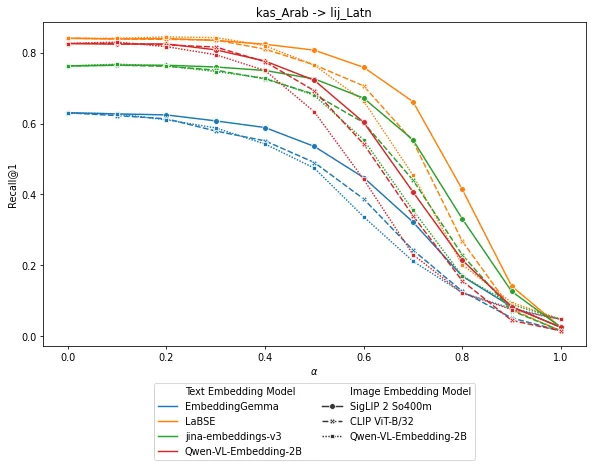 kas_Arab -> lij_Latn
Recall@1
0.8
0.6
0.4
0.2
0.0
0.0 0.2 0.4 0.6 0.8 1.0
α
Text Embedding Model Image Embedding Model
EmbeddingGemma SigLIP 2 So400m
LaBSE CLIP ViT-B/32
jina-embeddings-v3 Qwen-VL-Embedding-2B
Qwen-VL-Embedding-2B